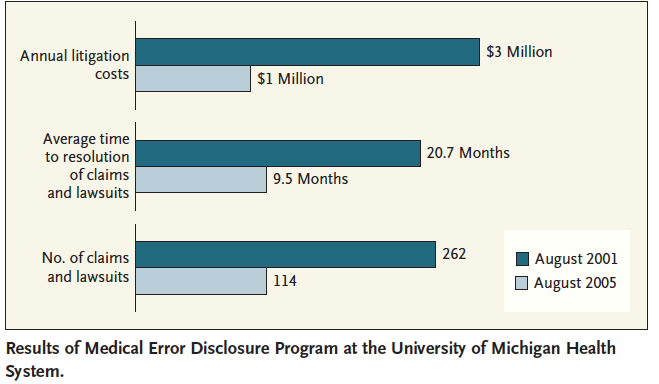 Annual litigation
costs
$3 Million
$1 Million
Average time
to resolution
of claims
and lawsuits
20.7 Months
9.5 Months
No. of claims
and lawsuits
262
114
August 2001
August 2005
Results of Medical Error Disclosure Program at the University of Michigan Health
System.